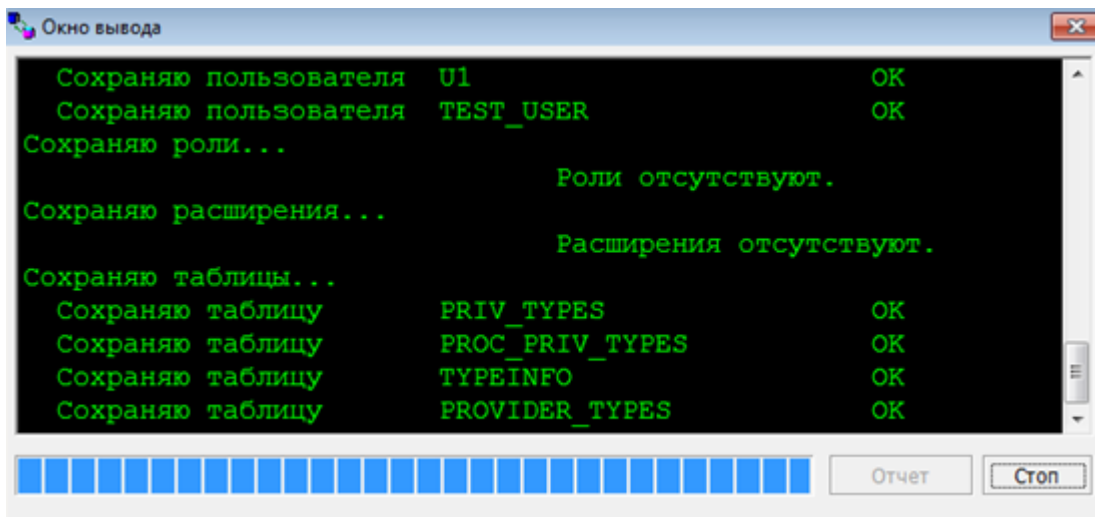 Окно вывода
Сохраняю пользователя U1 OK
Сохраняю пользователя TEST_USER OK
Сохраняю роли...
Роли отсутствуют.
Сохраняю расширения...
Расширения отсутствуют.
Сохраняю таблицы...
Сохраняю таблицу PRIV_TYPES OK
Сохраняю таблицу PROC_PRIV_TYPES OK
Сохраняю таблицу TYPEINFO OK
Сохраняю таблицу PROVIDER_TYPES OK
Отчет Стоп